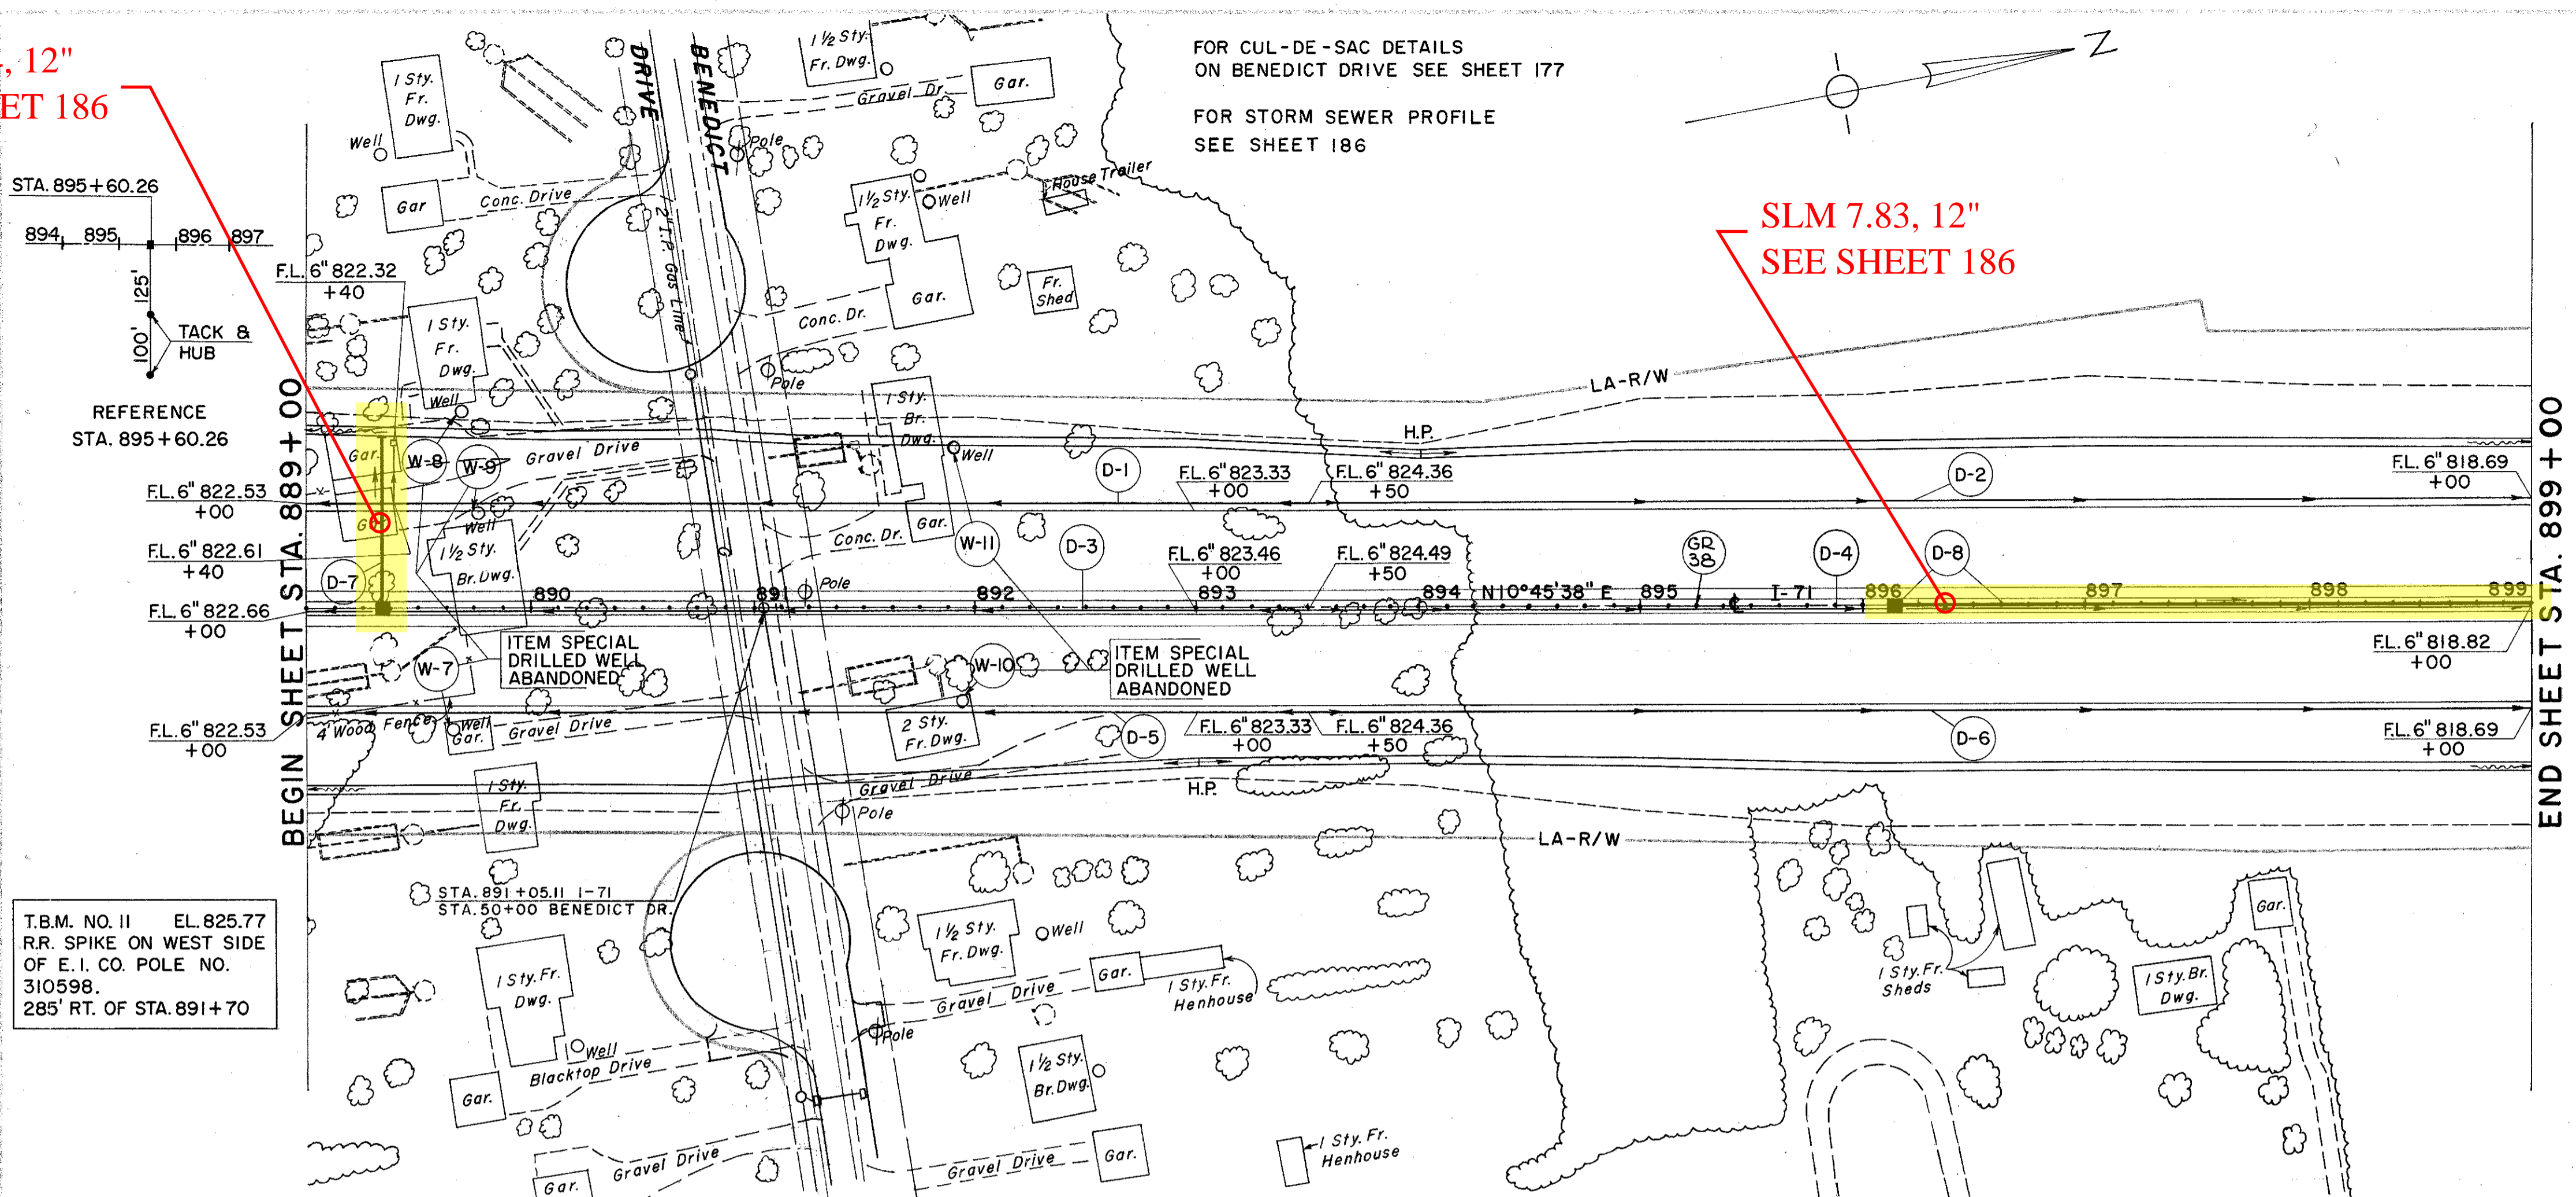 , 12"
EET 186
SLM 7.83, 12"
SEE SHEET 186
FOR CUL-DE-SAC DETAILS
ON BENEDICT DRIVE SEE SHEET 177
FOR STORM SEWER PROFILE
SEE SHEET 186
Z
DRIVE
BENEDICT
1 Sty.
Fr.
Dwg.
Well
Gar
Conc. Drive
1 1/2 Sty.
Fr. Dwg.
Gravel Dr.
Gar.
Pole
1 1/2 Sty.
Fr.
Dwg.
Well
Gar.
House Trailer
Fr.
Shed
Conc. Dr.
2" I.P. Gas Line
STA. 895+60.26
894 895 896 897
125'
100'
TACK &
HUB
REFERENCE
STA. 895+60.26
F.L. 6" 822.32
+40
1 Sty.
Fr.
Dwg.
Well
Pole
BEGIN SHEET STA. 889+00
END SHEET STA. 899+00
LA-R/W
H.P.
Gar.
W-8
W-9
Gravel Drive
Well
1 Sty.
Br.
Dwg.
Well
Gar.
Conc. Dr.
D-1
F.L. 6" 823.33
+00
F.L. 6" 824.36
+50
D-2
F.L. 6" 818.69
+00
F.L. 6" 822.53
+00
F.L. 6" 822.61
+40
F.L. 6" 822.66
+00
D-7
1 1/2 Sty.
Br. Dwg.
W-11
D-3
F.L. 6" 823.46
+00
F.L. 6" 824.49
+50
GR
38
D-4
D-8
Pole
890 891 892 893 894 N10°45'38" E 895 I-71 896 897 898 899
F.L. 6" 818.82
+00
ITEM SPECIAL
DRILLED WELL
ABANDONED
W-7
W-10
ITEM SPECIAL
DRILLED WELL
ABANDONED
F.L. 6" 822.53
+00
4' Wood Fence
Well
Gar.
Gravel Drive
2 Sty.
Fr. Dwg.
D-5
F.L. 6" 823.33
+00
F.L. 6" 824.36
+50
D-6
F.L. 6" 818.69
+00
1 Sty.
Fr.
Dwg.
Gravel Drive
Pole
H.P.
LA-R/W
STA. 891+05.11 I-71
STA. 50+00 BENEDICT DR.
T.B.M. NO. 11 EL. 825.77
R.R. SPIKE ON WEST SIDE
OF E.I. CO. POLE NO.
310598.
285' RT. OF STA. 891+70
1 Sty. Fr.
Dwg.
Well
Blacktop Drive
Gar.
Gravel Drive
Gar.
1 1/2 Sty.
Fr. Dwg.
Well
Gar.
Gravel Drive
1 Sty. Fr.
Henhouse
Pole
1 1/2 Sty.
Br. Dwg.
Gravel Drive
Gar.
1 Sty. Fr.
Henhouse
1 Sty. Fr.
Sheds
1 Sty. Br.
Dwg.
Gar.